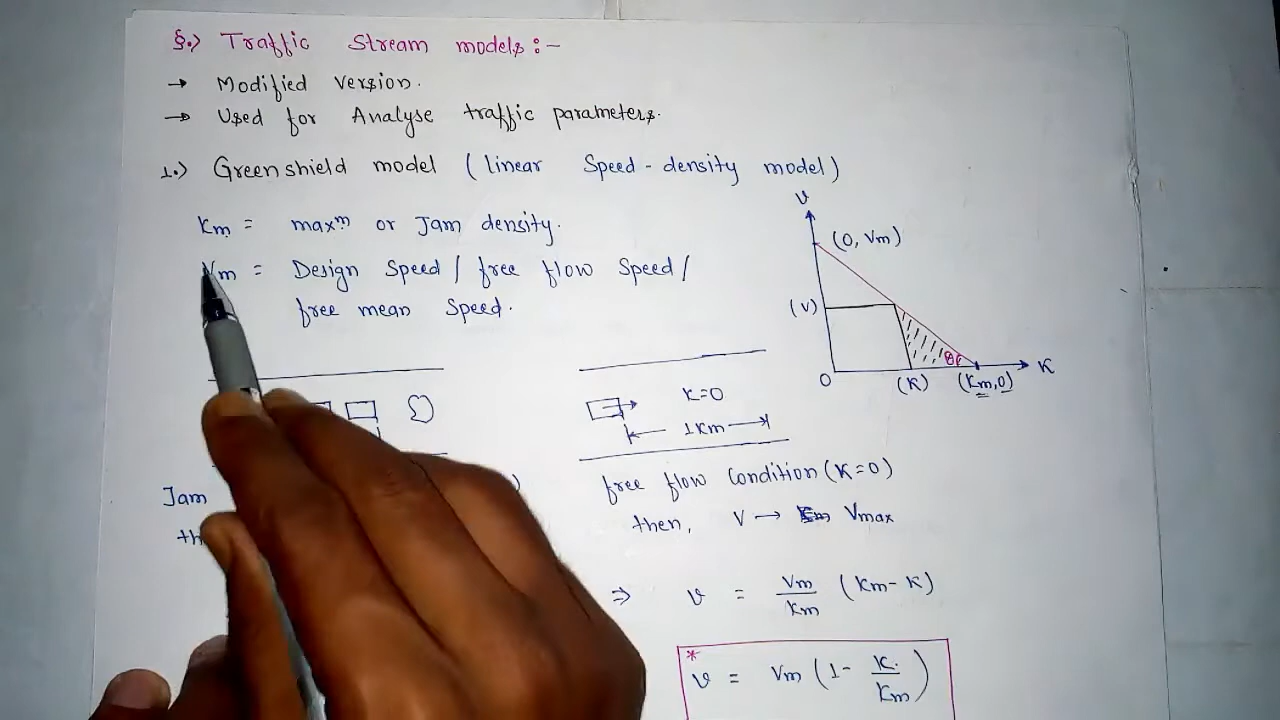 §.) Traffic Stream models :-
→ Modified version.
→ Used for Analyse traffic parameters.
1.) Greenshield model (linear Speed-density model)
Km = maxᵐ or Jam density.
Vm = Design Speed / free flow Speed /
free mean Speed.
v
(0, Vm)
(V)
θ
0
(K)
(Km,0)
K
K=0
1Km
Jam
free flow Condition (K=0)
then, V → Vmax
⇒ v = Vm/Km (Km - K)
* v = Vm (1 - K/Km)